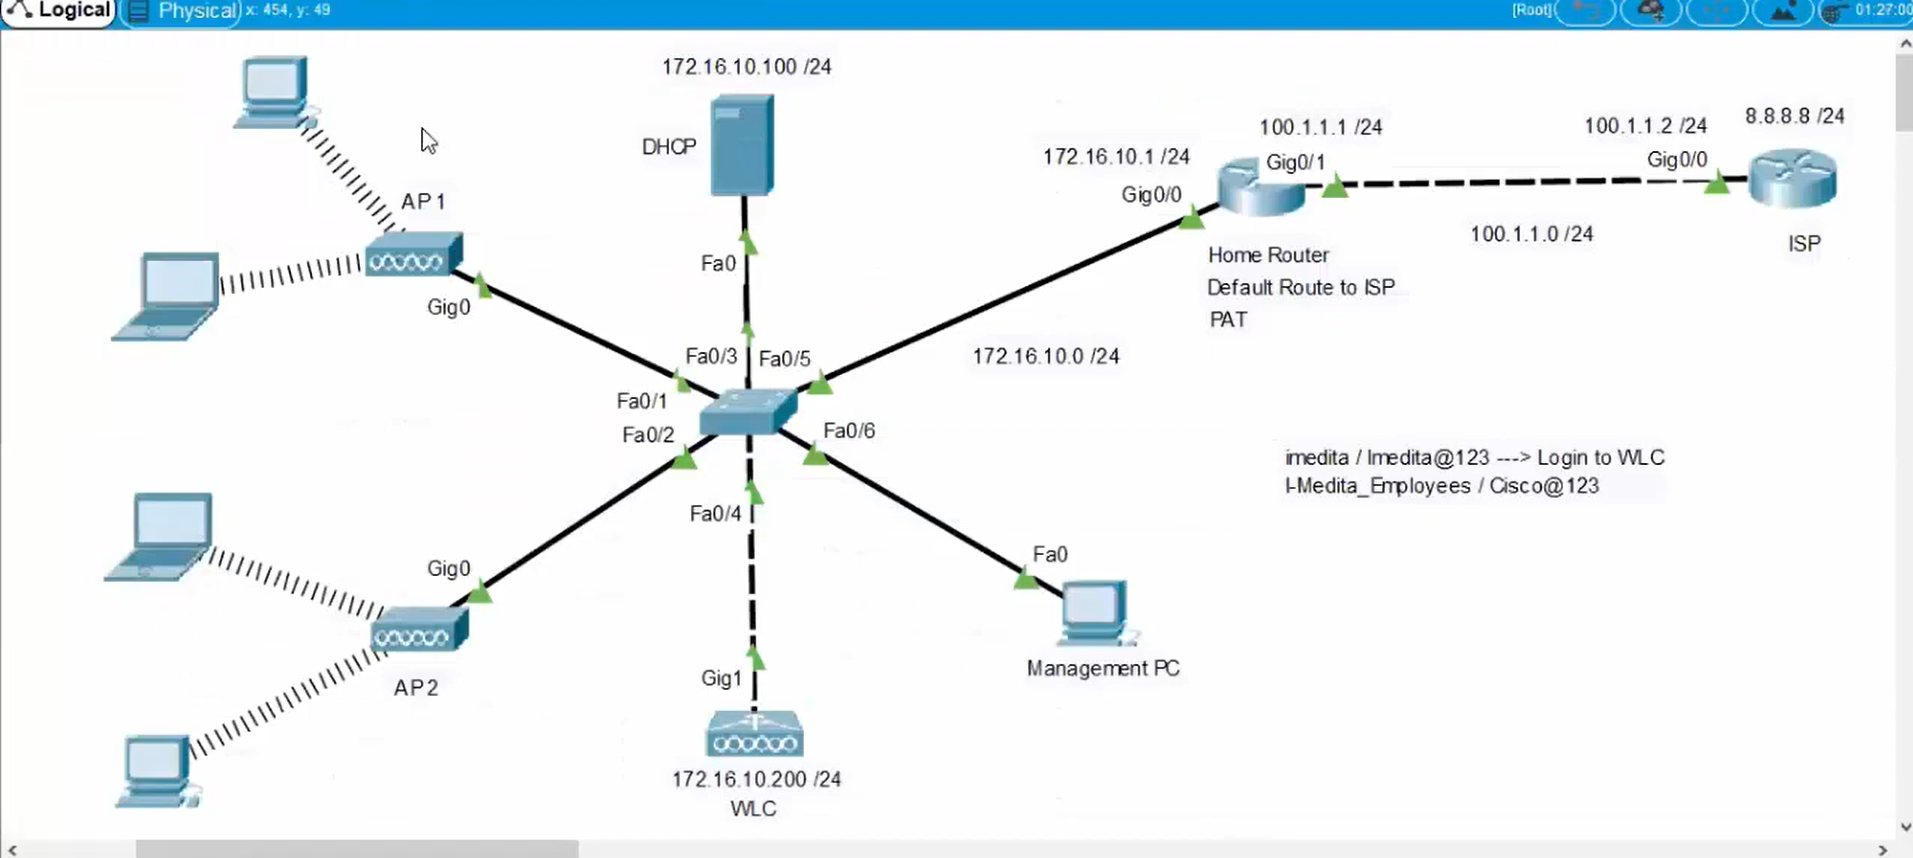 Logical Physical x: 454, y: 49 [Root] 01:27:00
172.16.10.100 /24
DHCP
Fa0
AP1
Gig0
Fa0/3 Fa0/5
Fa0/1
Fa0/2
Fa0/6
Fa0/4
Gig0
AP2
Gig1
172.16.10.200 /24
WLC
Fa0
Management PC
172.16.10.0 /24
172.16.10.1 /24
Gig0/0
100.1.1.1 /24
Gig0/1
Home Router
Default Route to ISP
PAT
100.1.1.2 /24
Gig0/0
8.8.8.8 /24
100.1.1.0 /24
ISP
imedita / Imedita@123 ---> Login to WLC
I-Medita_Employees / Cisco@123